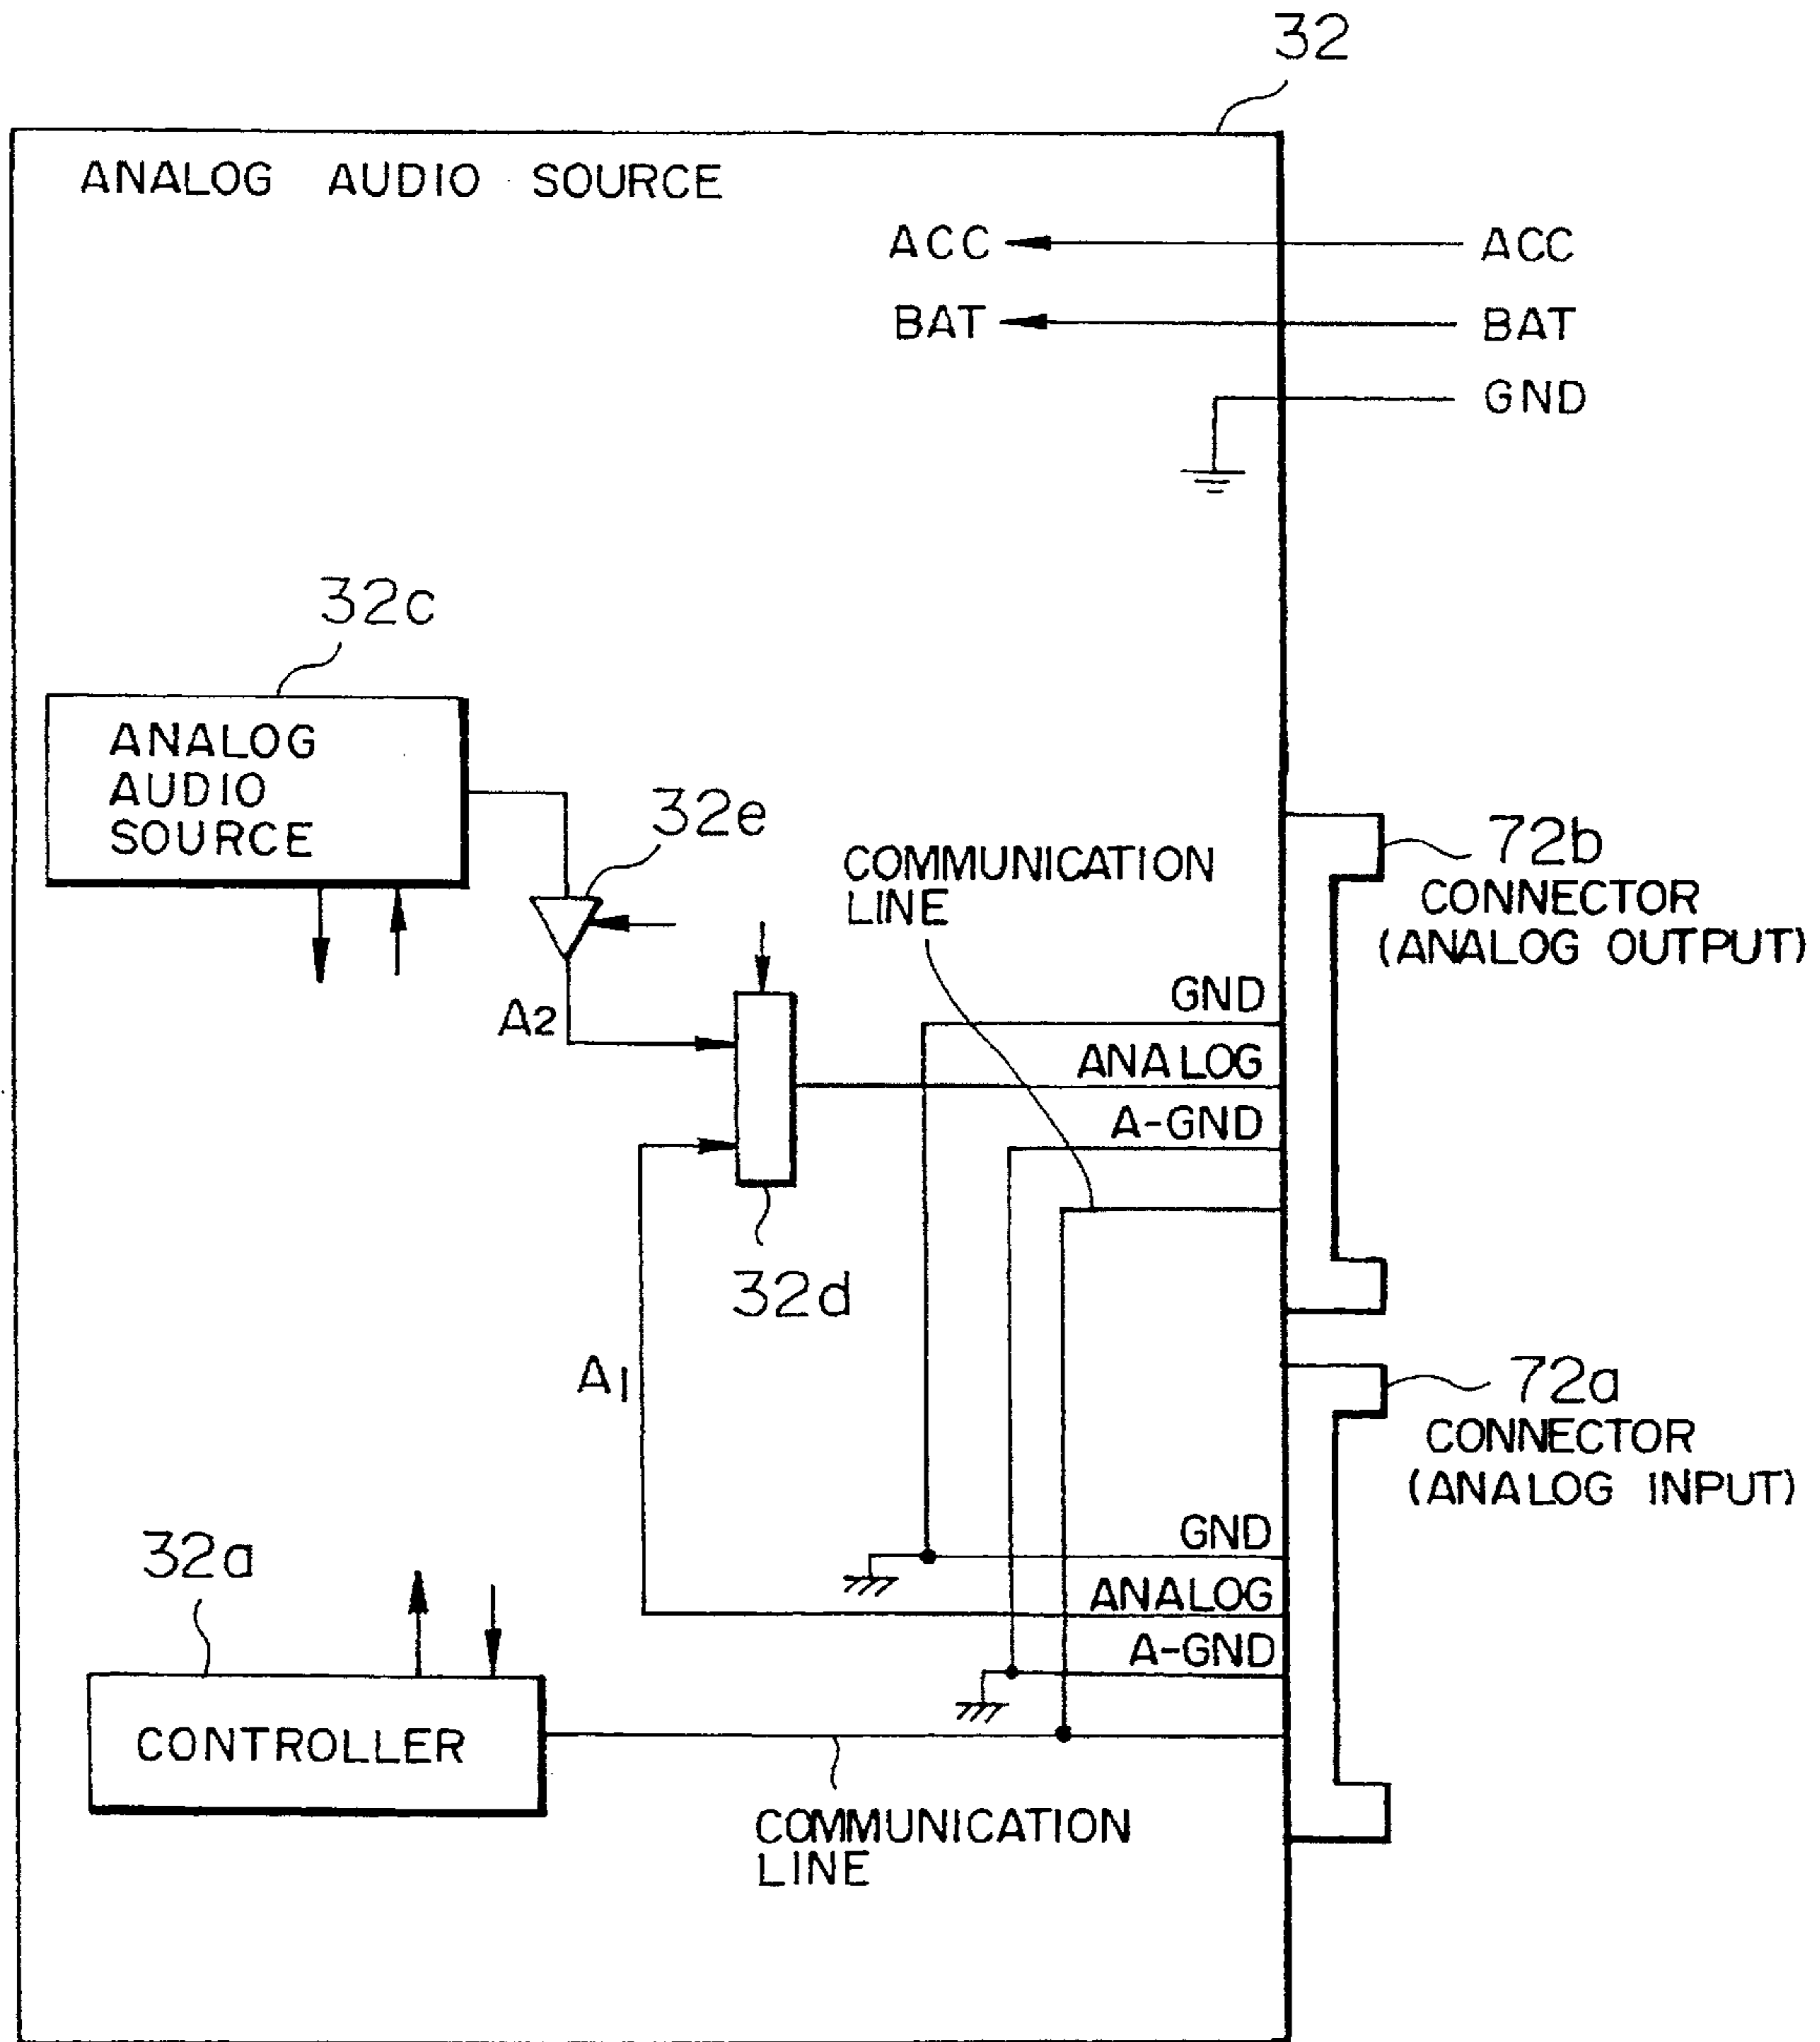 32
ANALOG AUDIO SOURCE
ACC ACC
BAT BAT
GND
32c
ANALOG
AUDIO
SOURCE
32e
COMMUNICATION
LINE
72b
CONNECTOR
(ANALOG OUTPUT)
A2
GND
ANALOG
A-GND
32d
A1
72a
CONNECTOR
(ANALOG INPUT)
GND
ANALOG
A-GND
32a
CONTROLLER
COMMUNICATION
LINE